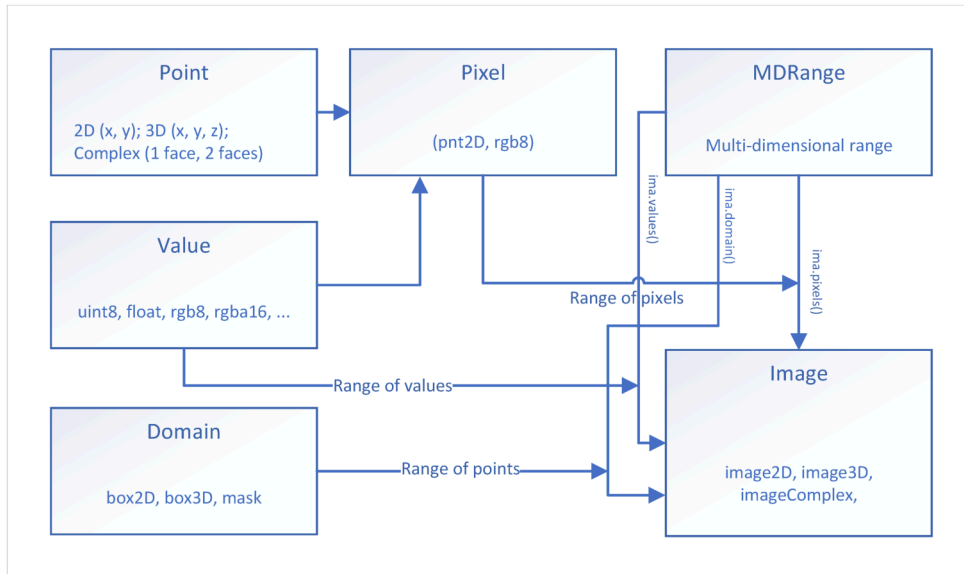 Point
2D (x, y); 3D (x, y, z);
Complex (1 face, 2 faces)
Pixel
(pnt2D, rgb8)
MDRange
Multi-dimensional range
ima.values()
ima.domain()
ima.pixels()
Value
uint8, float, rgb8, rgba16, ...
Range of pixels
Range of values
Domain
box2D, box3D, mask
Range of points
Image
image2D, image3D,
imageComplex,